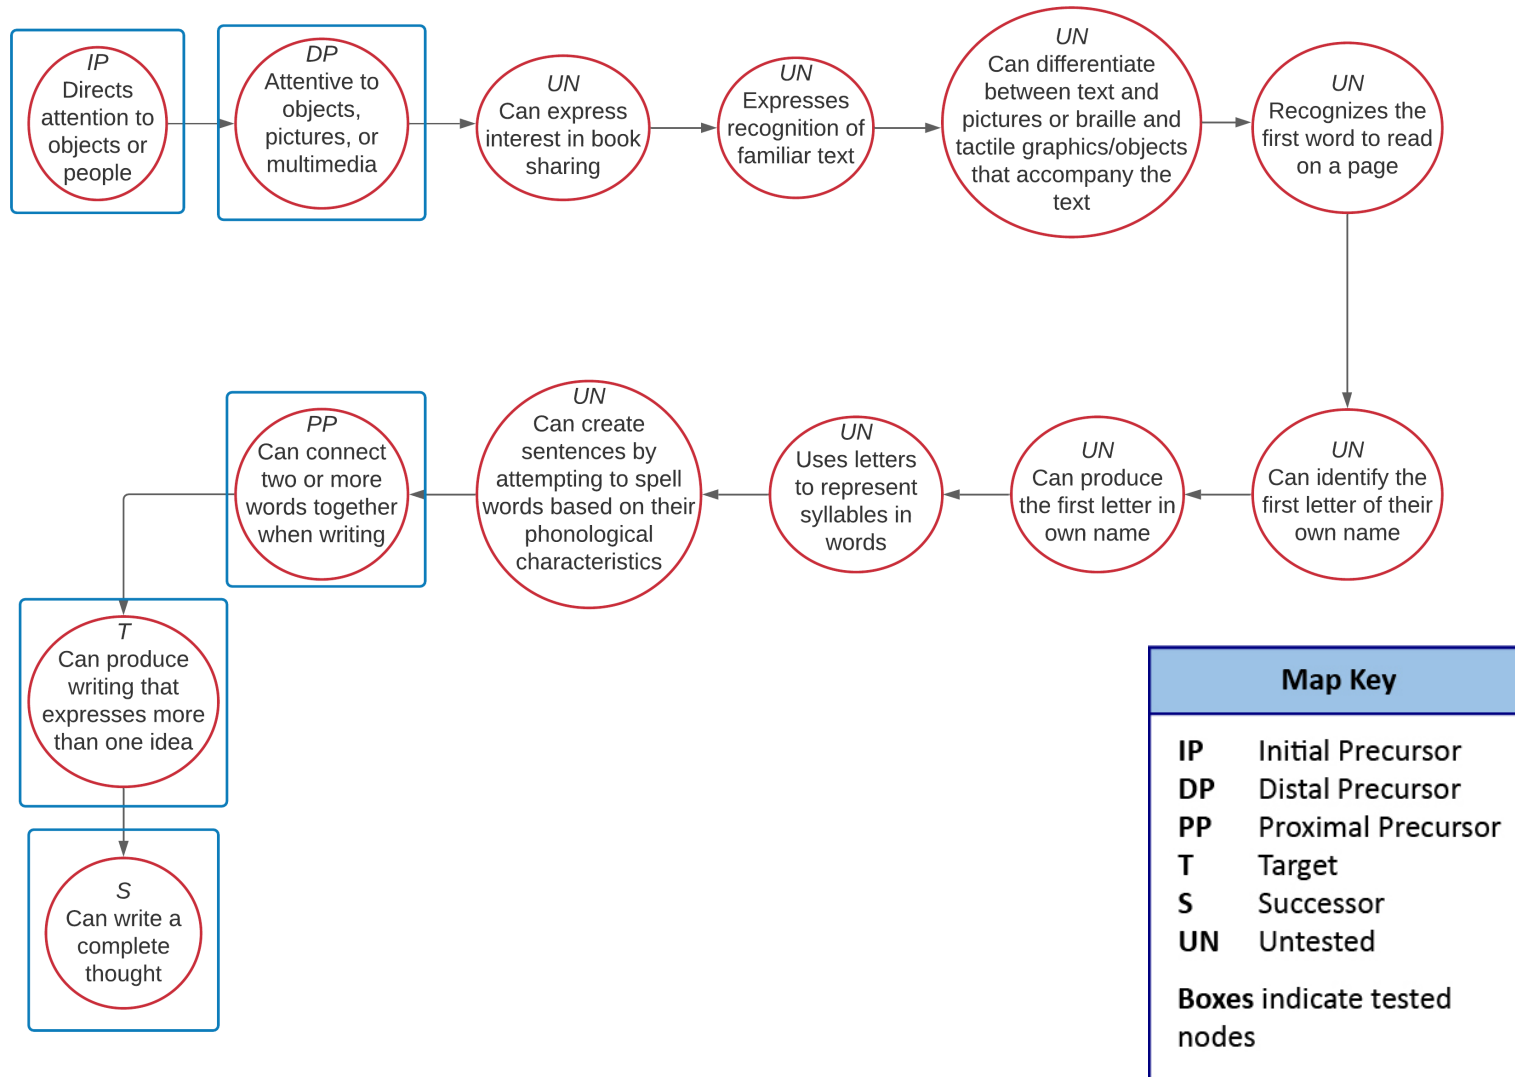 IP
Directs
attention to
objects or
people
DP
Attentive to
objects,
pictures, or
multimedia
UN
Can express
interest in book
sharing
UN
Expresses
recognition of
familiar text
UN
Can differentiate
between text and
pictures or braille and
tactile graphics/objects
that accompany the
text
UN
Recognizes the
first word to read
on a page
UN
Can identify the
first letter of their
own name
UN
Can produce
the first letter in
own name
UN
Uses letters
to represent
syllables in
words
UN
Can create
sentences by
attempting to spell
words based on their
phonological
characteristics
PP
Can connect
two or more
words together
when writing
T
Can produce
writing that
expresses more
than one idea
S
Can write a
complete
thought
Map Key
IP Initial Precursor
DP Distal Precursor
PP Proximal Precursor
T Target
S Successor
UN Untested
Boxes indicate tested
nodes